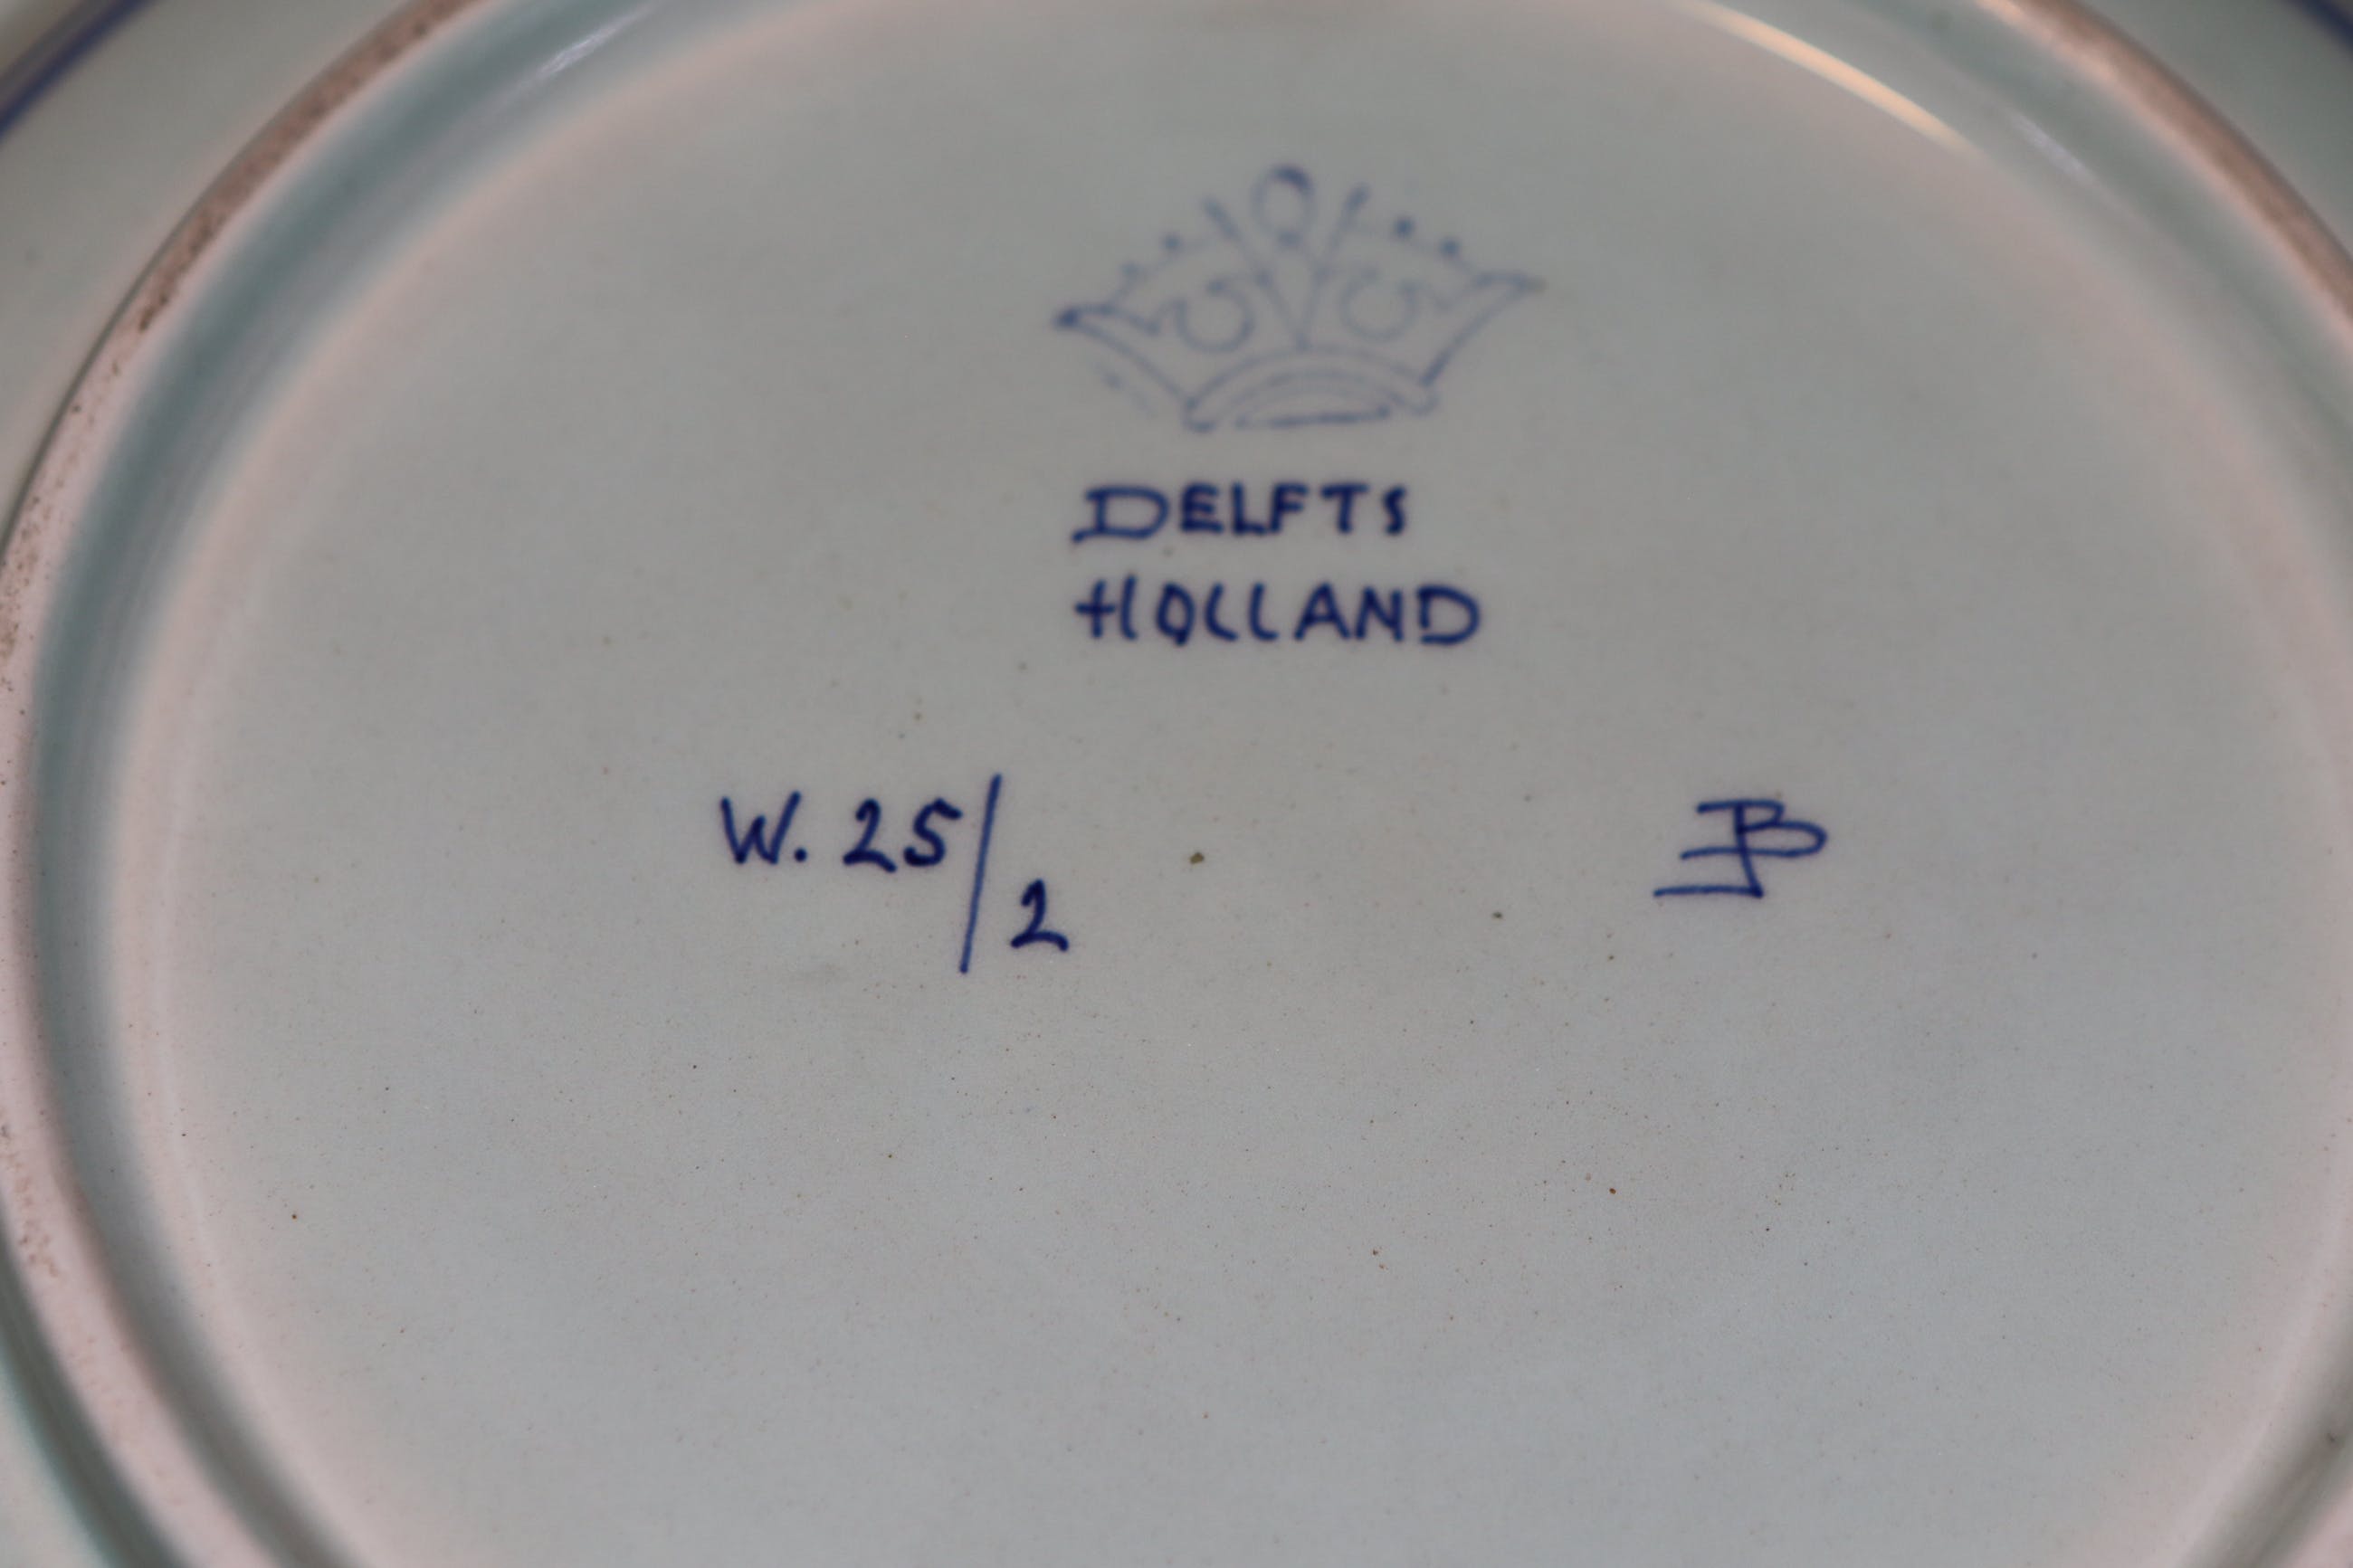 DELFTS
HOLLAND
W. 25/2